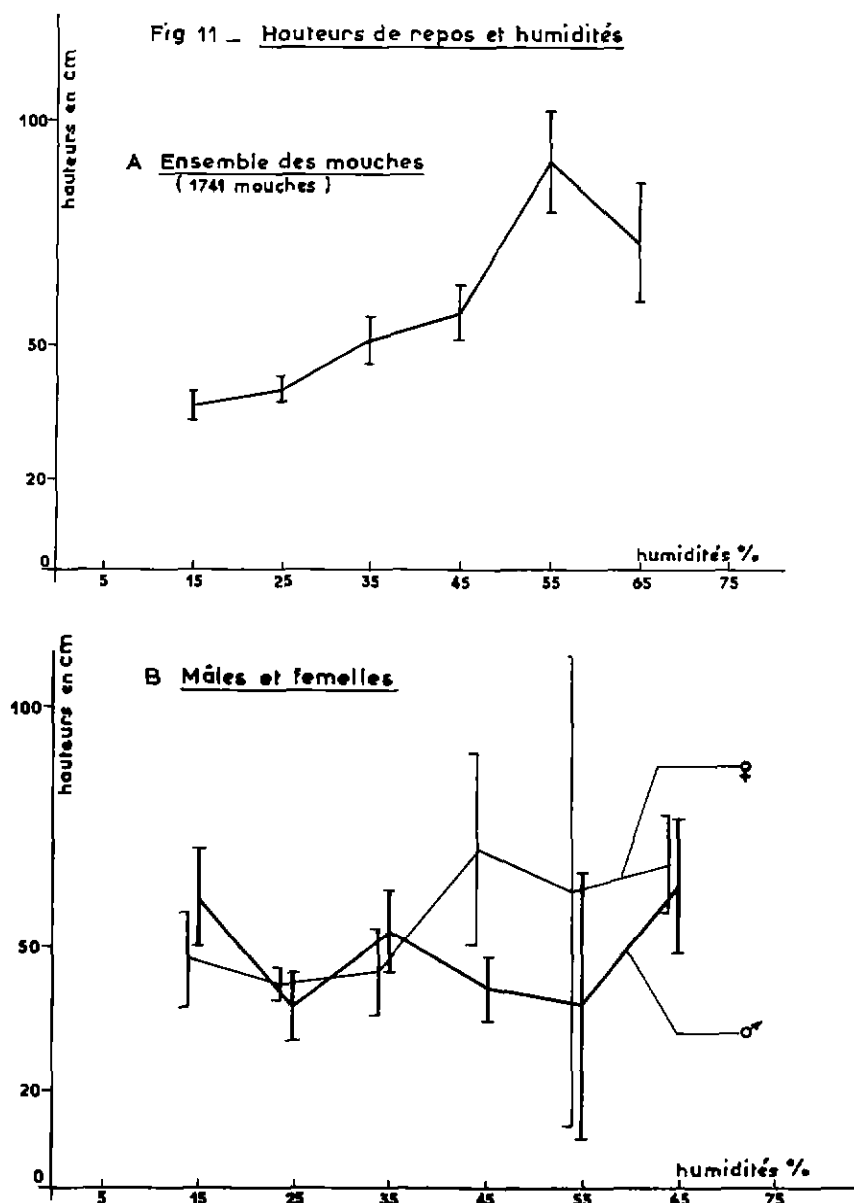 Fig 11 _ Hauteurs de repos et humidités
hauteurs en cm
100
A Ensemble des mouches
( 1741 mouches )
50
20
0
humidités %
5 15 25 35 45 55 65 75
hauteurs en cm
B Mâles et femelles
100
♀
50
♂
20
humidités %
0
5 15 25 35 45 55 65 75